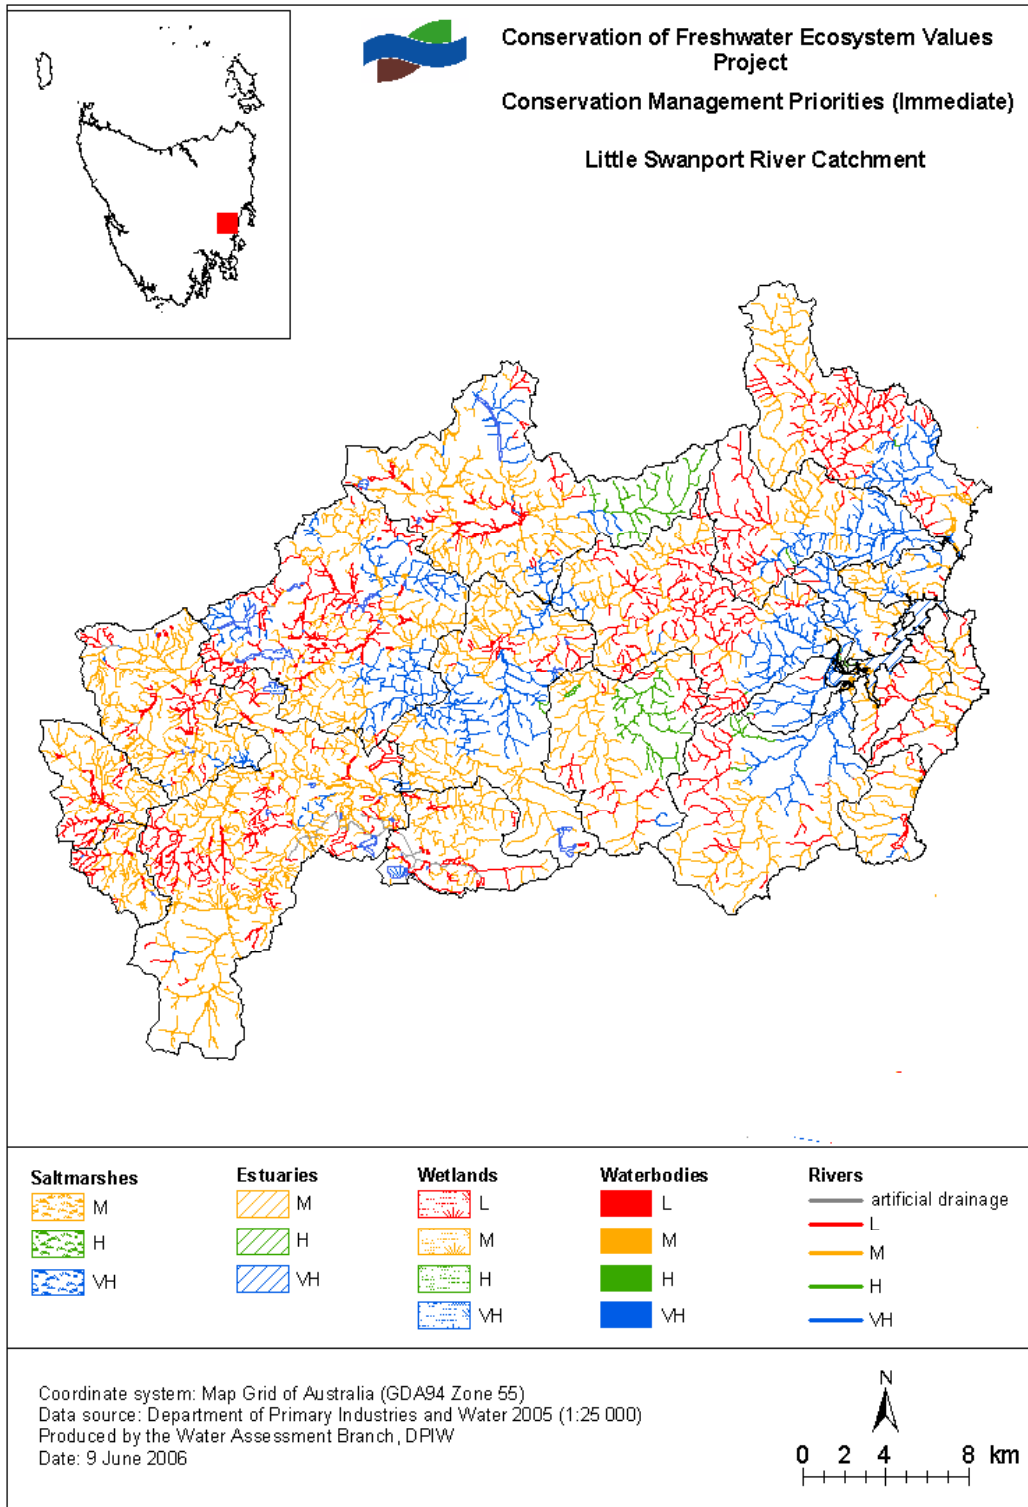 Conservation of Freshwater Ecosystem Values
Project
Conservation Management Priorities (Immediate)
Little Swanport River Catchment
Saltmarshes
M
H
VH
Estuaries
M
H
VH
Wetlands
L
M
H
VH
Waterbodies
L
M
H
VH
Rivers
artificial drainage
L
M
H
VH
Coordinate system: Map Grid of Australia (GDA94 Zone 55)
Data source: Department of Primary Industries and Water 2005 (1:25 000)
Produced by the Water Assessment Branch, DPIW
Date: 9 June 2006
N
0 2 4 8 km